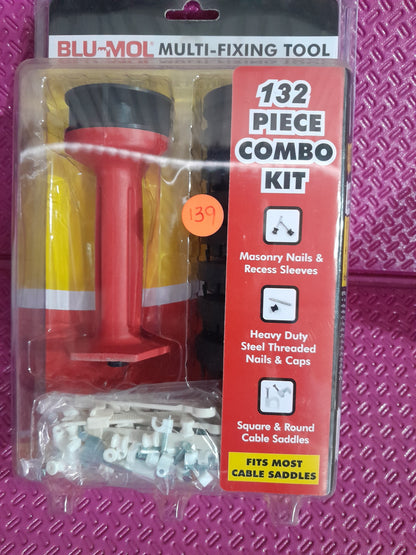 BLU-MOL® MULTI-FIXING TOOL
132
PIECE
COMBO
KIT
139
Masonry Nails &
Recess Sleeves
Heavy Duty
Steel Threaded
Nails & Caps
Square & Round
Cable Saddles
FITS MOST
CABLE SADDLES